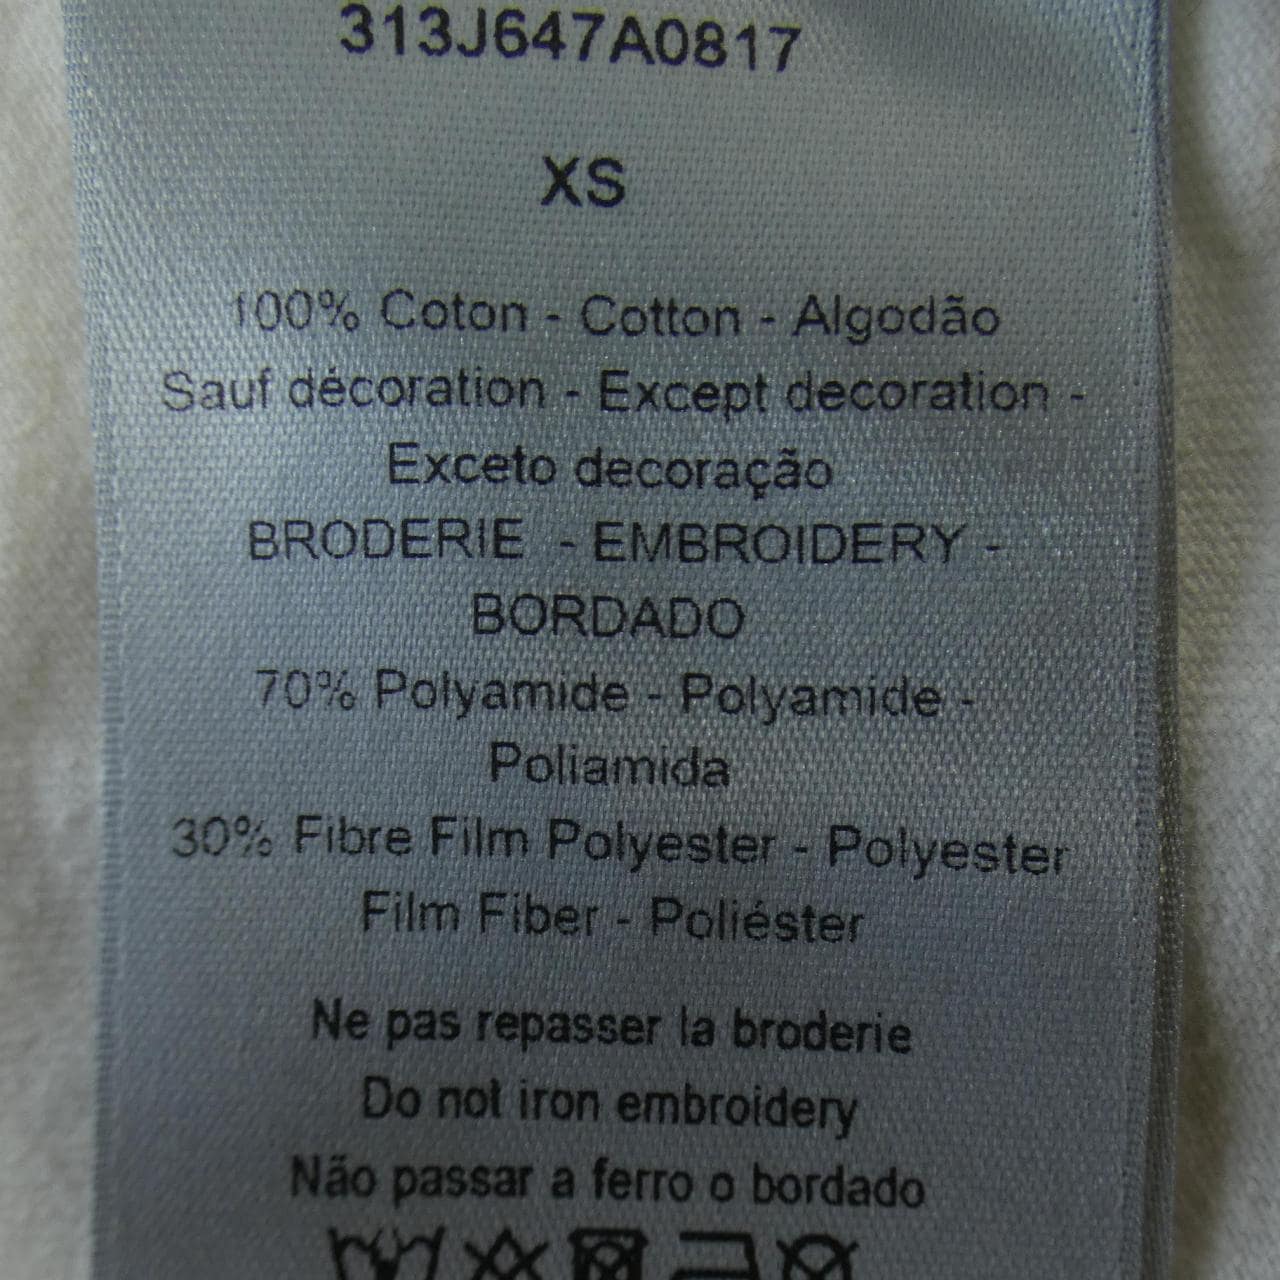 313J647A0817
XS
100% Coton - Cotton - Algodão
Sauf décoration - Except decoration -
Exceto decoração
BRODERIE - EMBROIDERY -
BORDADO
70% Polyamide - Polyamide -
Poliamida
30% Fibre Film Polyester - Polyester
Film Fiber - Poliéster
Ne pas repasser la broderie
Do not iron embroidery
Não passar a ferro o bordado